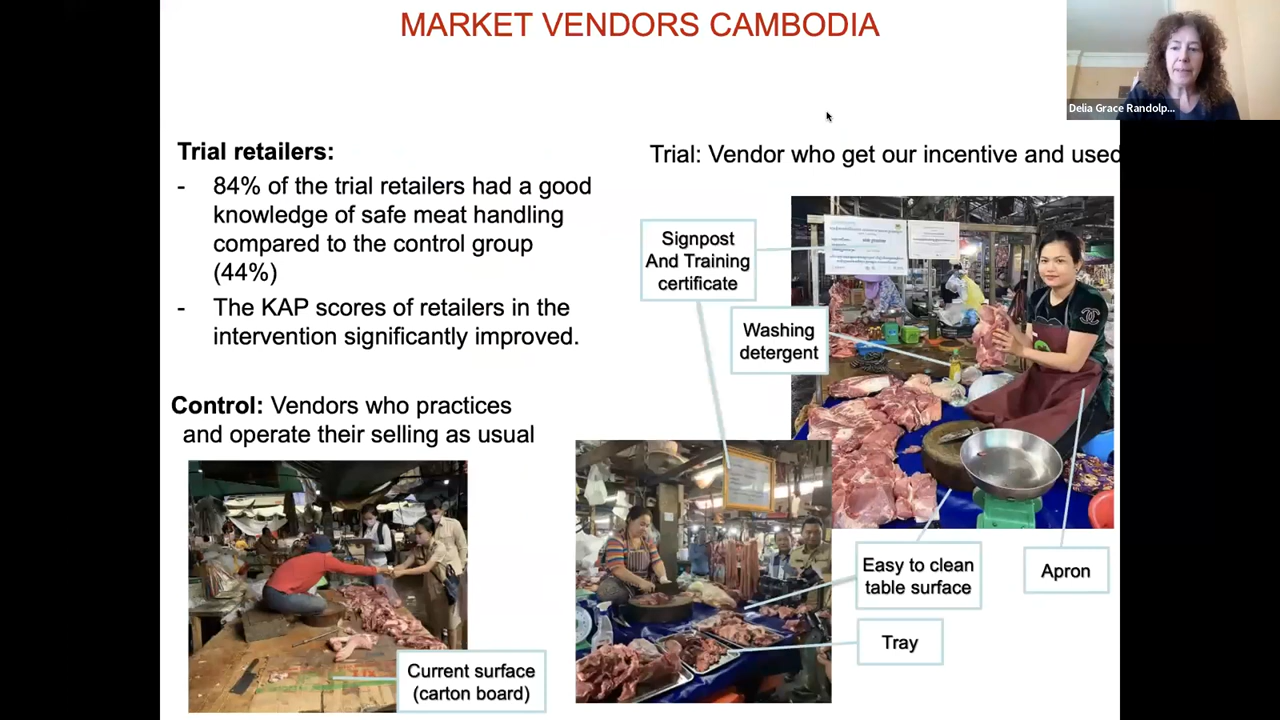 MARKET VENDORS CAMBODIA
Delia Grace Randolp...
Trial retailers:
- 84% of the trial retailers had a good
knowledge of safe meat handling
compared to the control group
(44%)
- The KAP scores of retailers in the
intervention significantly improved.
Control: Vendors who practices
and operate their selling as usual
Current surface
(carton board)
Trial: Vendor who get our incentive and used
Signpost
And Training
certificate
Washing
detergent
Easy to clean
table surface
Apron
Tray